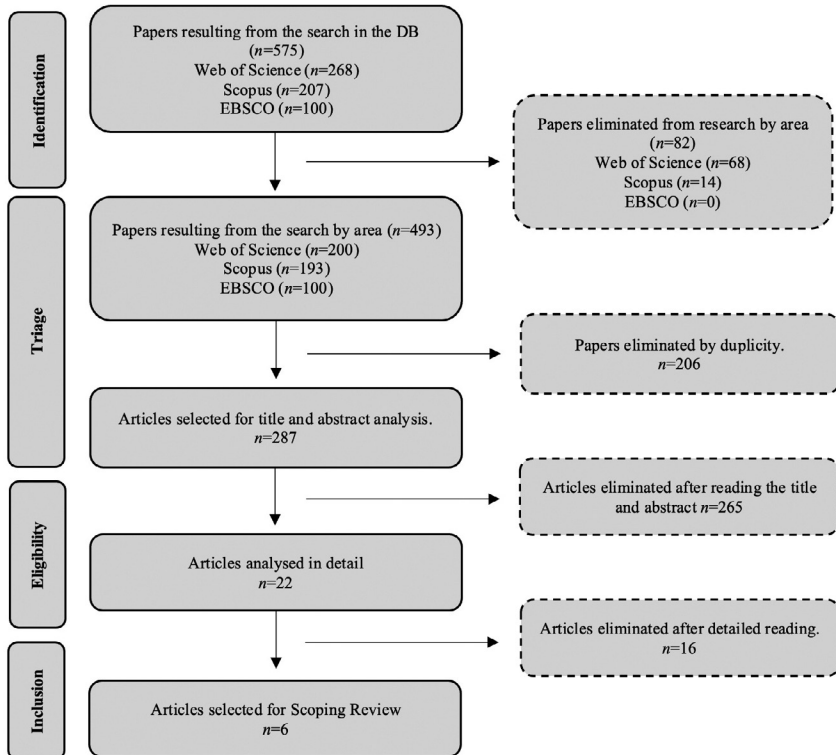 Identification
Papers resulting from the search in the DB
(n=575)
Web of Science (n=268)
Scopus (n=207)
EBSCO (n=100)
Papers eliminated from research by area
(n=82)
Web of Science (n=68)
Scopus (n=14)
EBSCO (n=0)
Triage
Papers resulting from the search by area (n=493)
Web of Science (n=200)
Scopus (n=193)
EBSCO (n=100)
Papers eliminated by duplicity.
n=206
Articles selected for title and abstract analysis.
n=287
Articles eliminated after reading the title
and abstract n=265
Eligibility
Articles analysed in detail
n=22
Articles eliminated after detailed reading.
n=16
Inclusion
Articles selected for Scoping Review
n=6